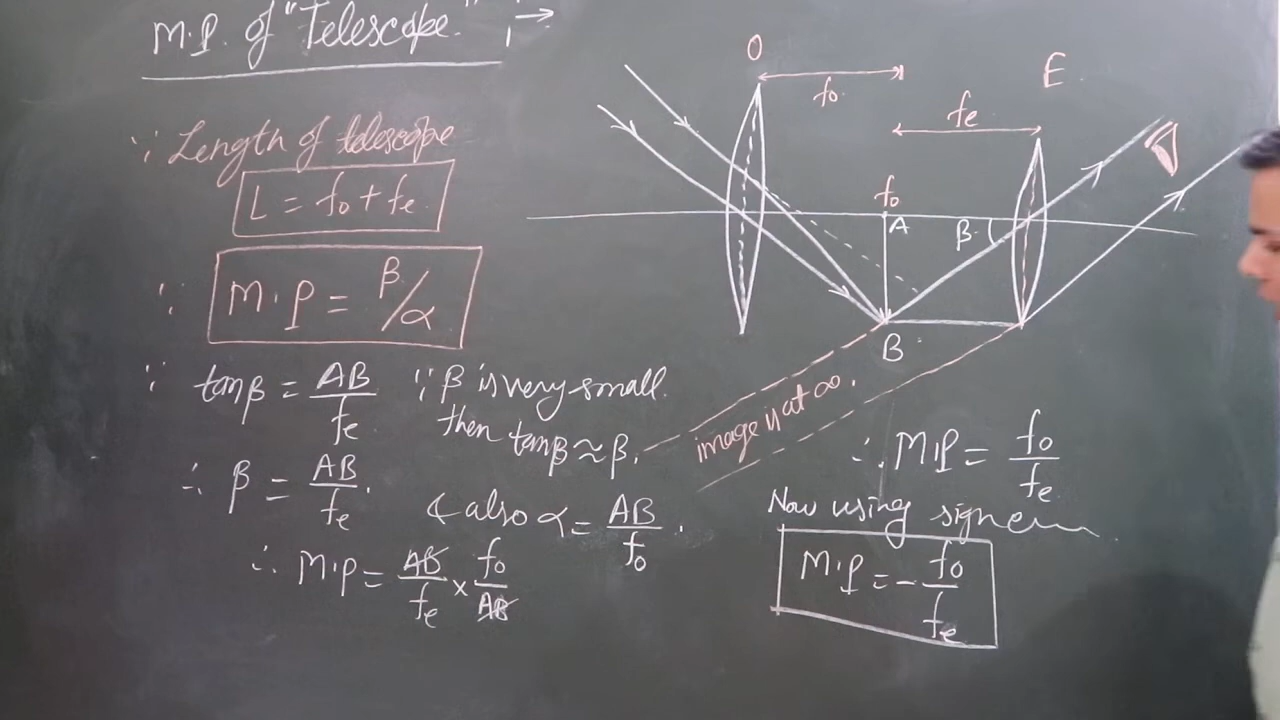 M.P. of "Telescope" : →
∵ Length of telescope
L = fo + fe
∵ M.P = β/α
∵ tanβ = AB/fe ∵ β is very small.
then tanβ ≈ β.
∴ β = AB/fe.
& also α = AB/fo.
∴ M.P = AB/fe × fo/AB
O
fo
E
fe
fo
A
β
B
image is at ∞.
∴ M.P = fo/fe
Now using sign
M.P = - fo/fe